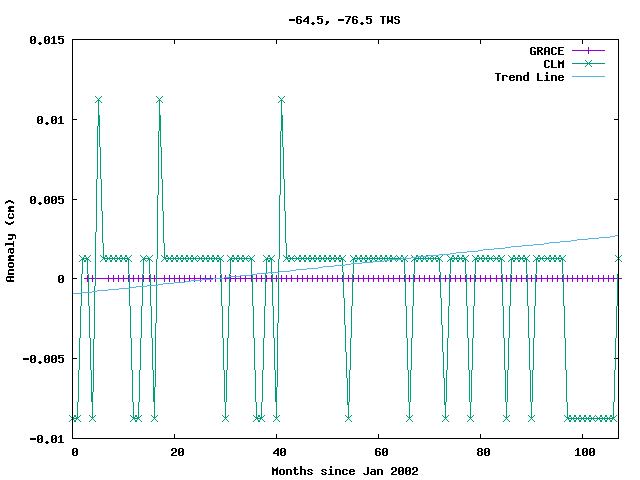 -64.5, -76.5 TWS
GRACE
CLM
Trend Line
0.015
0.01
0.005
0
-0.005
-0.01
Anomaly (cm)
0 20 40 60 80 100
Months since Jan 2002